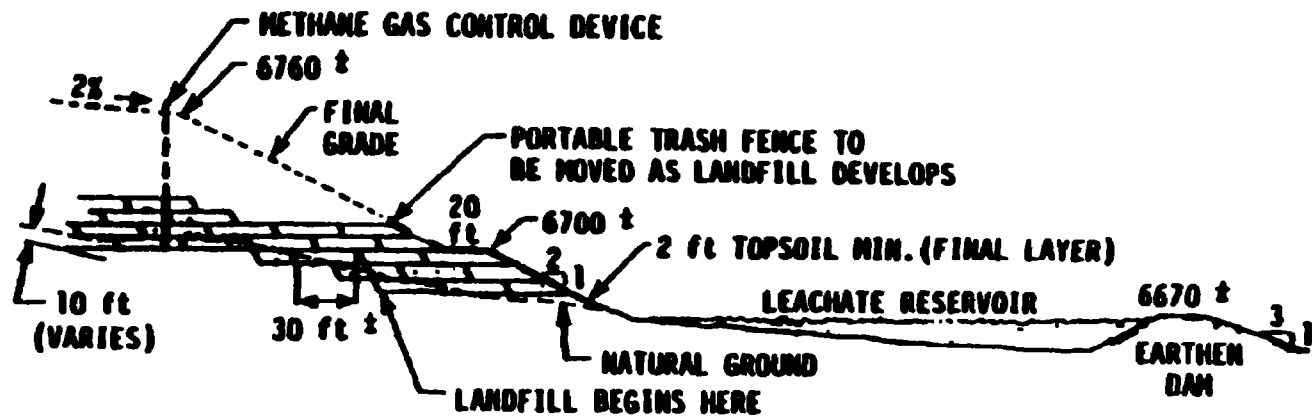 METHANE GAS CONTROL DEVICE
2%
6760 ±
FINAL
GRADE
PORTABLE TRASH FENCE TO
BE MOVED AS LANDFILL DEVELOPS
20
ft
6700 ±
2
1
2 ft TOPSOIL MIN. (FINAL LAYER)
10 ft
(VARIES)
30 ft ±
LEACHATE RESERVOIR
6670 ±
3
1
NATURAL GROUND
EARTHEN
DAM
LANDFILL BEGINS HERE